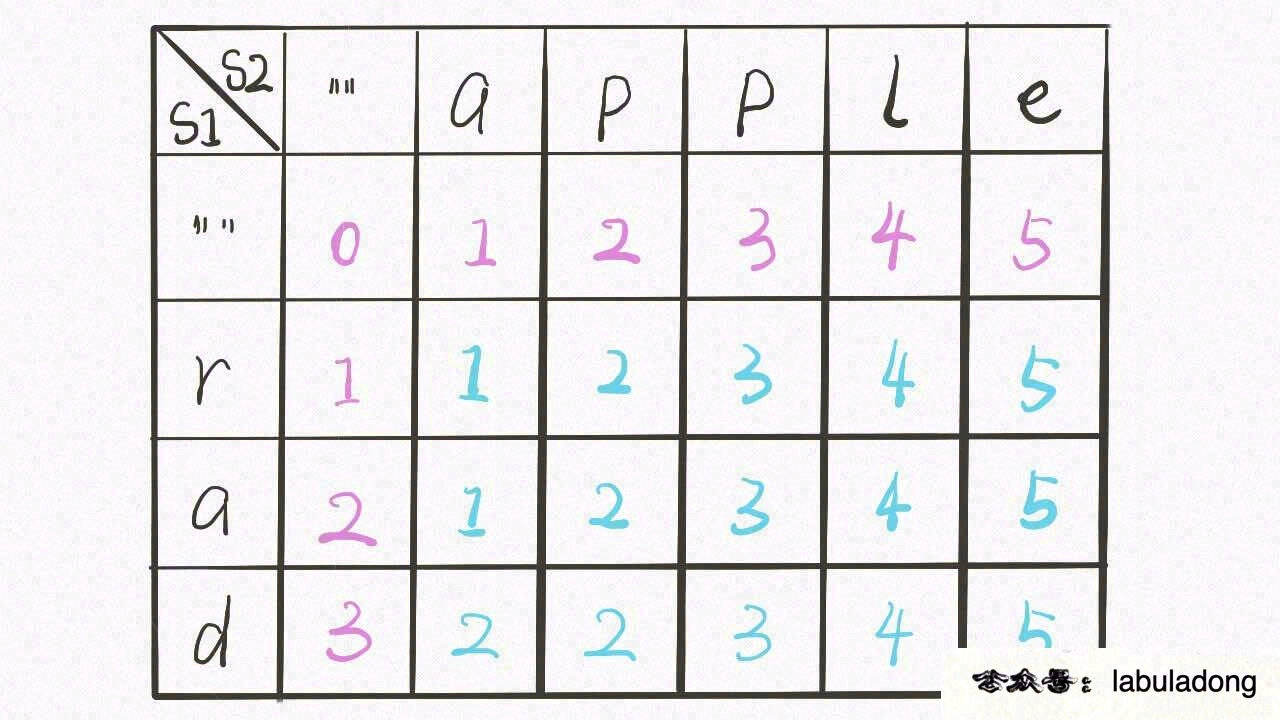 S2
S1 "" a p p l e
"" 0 1 2 3 4 5
r 1 1 2 3 4 5
a 2 1 2 3 4 5
d 3 2 2 3 4 5
公众号：labuladong